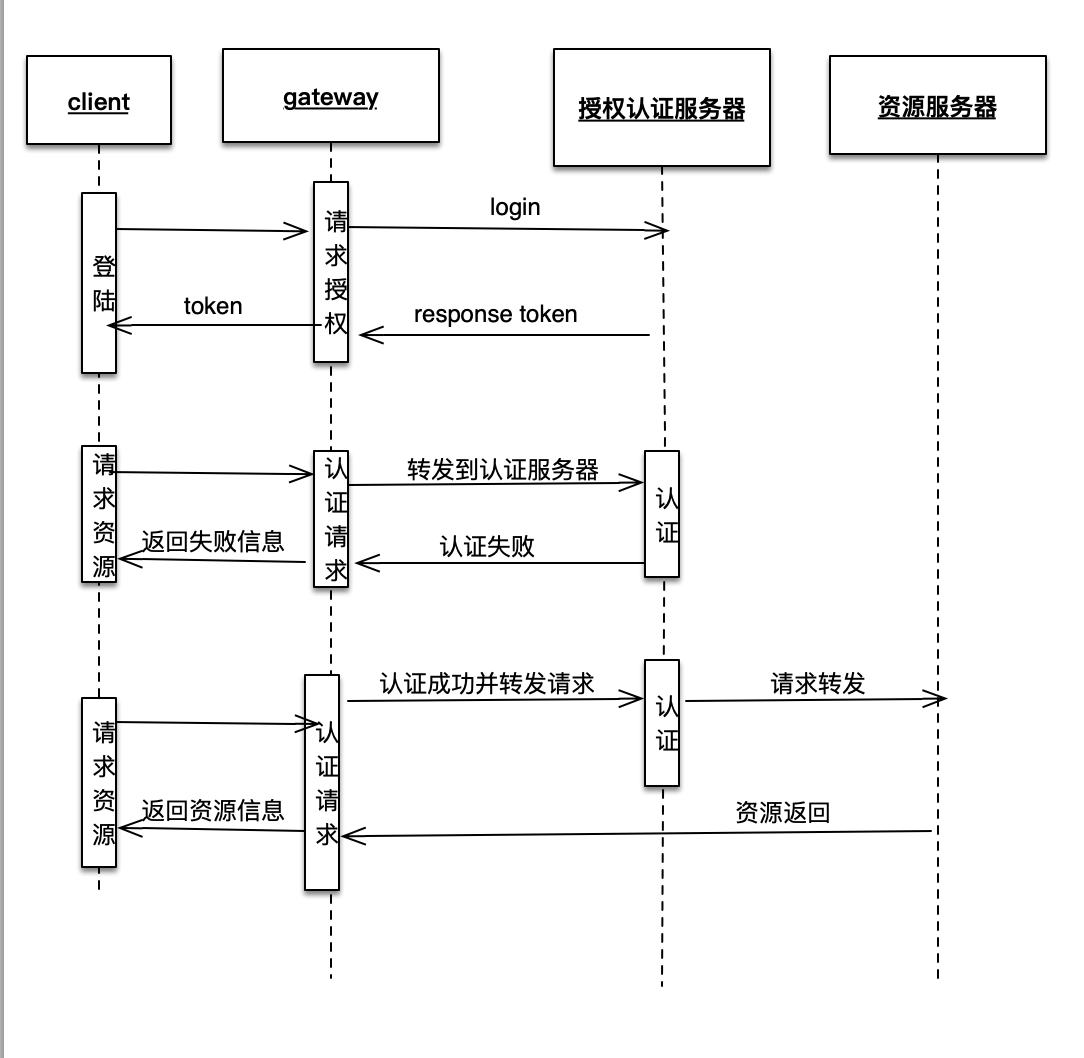 client
gateway
授权认证服务器
资源服务器
登陆
请求授权
login
token
response token
请求资源
认证请求
转发到认证服务器
认证
返回失败信息
认证失败
请求资源
认证请求
认证成功并转发请求
认证
请求转发
返回资源信息
资源返回